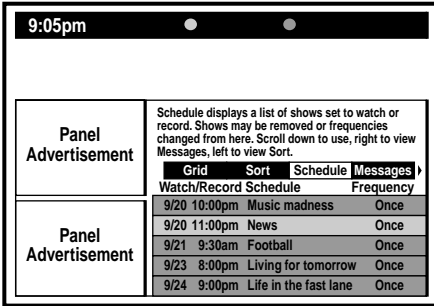 9:05pm
Panel
Advertisement
Schedule displays a list of shows set to watch or
record. Shows may be removed or frequencies
changed from here. Scroll down to use, right to view
Messages, left to view Sort.
Grid Sort Schedule Messages
Watch/Record Schedule Frequency
9/20 10:00pm Music madness Once
9/20 11:00pm News Once
9/21 9:30am Football Once
9/23 8:00pm Living for tomorrow Once
9/24 9:00pm Life in the fast lane Once
Panel
Advertisement